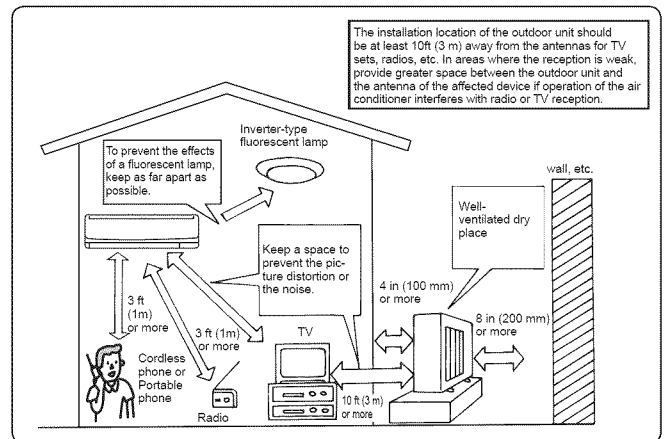 The installation location of the outdoor unit should
be at least 10ft (3 m) away from the antennas for TV
sets, radios, etc. In areas where the reception is weak,
provide greater space between the outdoor unit and
the antenna of the affected device if operation of the air
conditioner interferes with radio or TV reception.
Inverter-type
fluorescent lamp
To prevent the effects
of a fluorescent lamp,
keep as far apart as
possible.
wall, etc.
Well-
ventilated dry
place
Keep a space to
prevent the pic-
ture distortion or
the noise.
4 in (100 mm)
or more
8 in (200 mm)
or more
3 ft
(1m)
or more
3 ft (1m)
or more
TV
Cordless
phone or
Portable
phone
Radio
10 ft (3 m)
or more